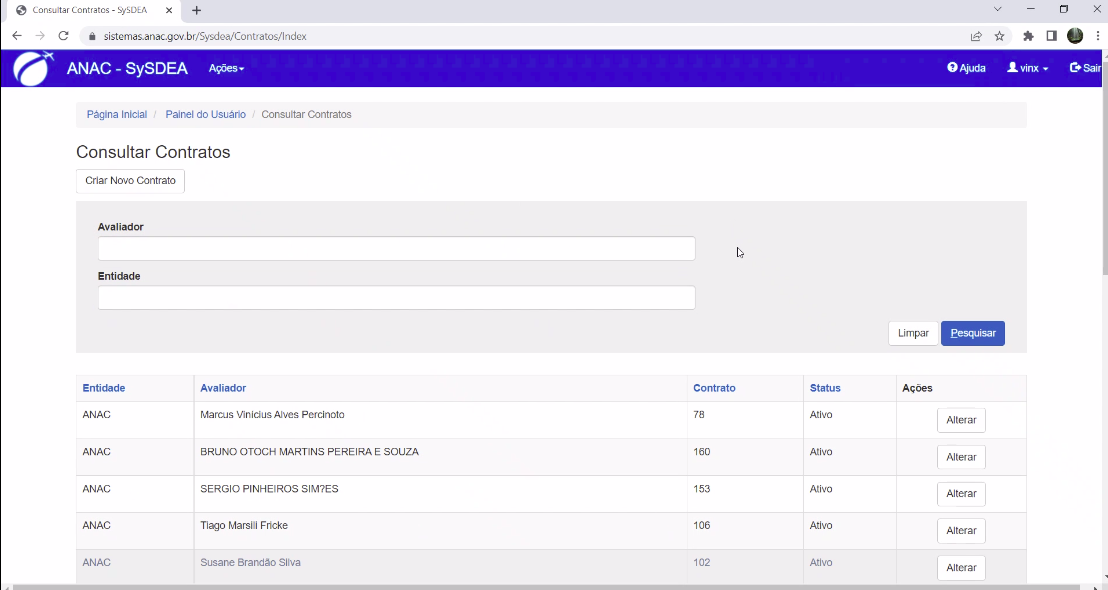 Consultar Contratos - SySDEA
sistemas.anac.gov.br/Sysdea/Contratos/Index
ANAC - SySDEA Ações Ajuda vinx Sair
Página Inicial / Painel do Usuário / Consultar Contratos
Consultar Contratos
Criar Novo Contrato
Avaliador
Entidade
Limpar Pesquisar
Entidade Avaliador Contrato Status Ações
ANAC Marcus Vinicius Alves Percinoto 78 Ativo Alterar
ANAC BRUNO OTOCH MARTINS PEREIRA E SOUZA 160 Ativo Alterar
ANAC SERGIO PINHEIROS SIM?ES 153 Ativo Alterar
ANAC Tiago Marsili Fricke 106 Ativo Alterar
ANAC Susane Brandão Silva 102 Ativo Alterar